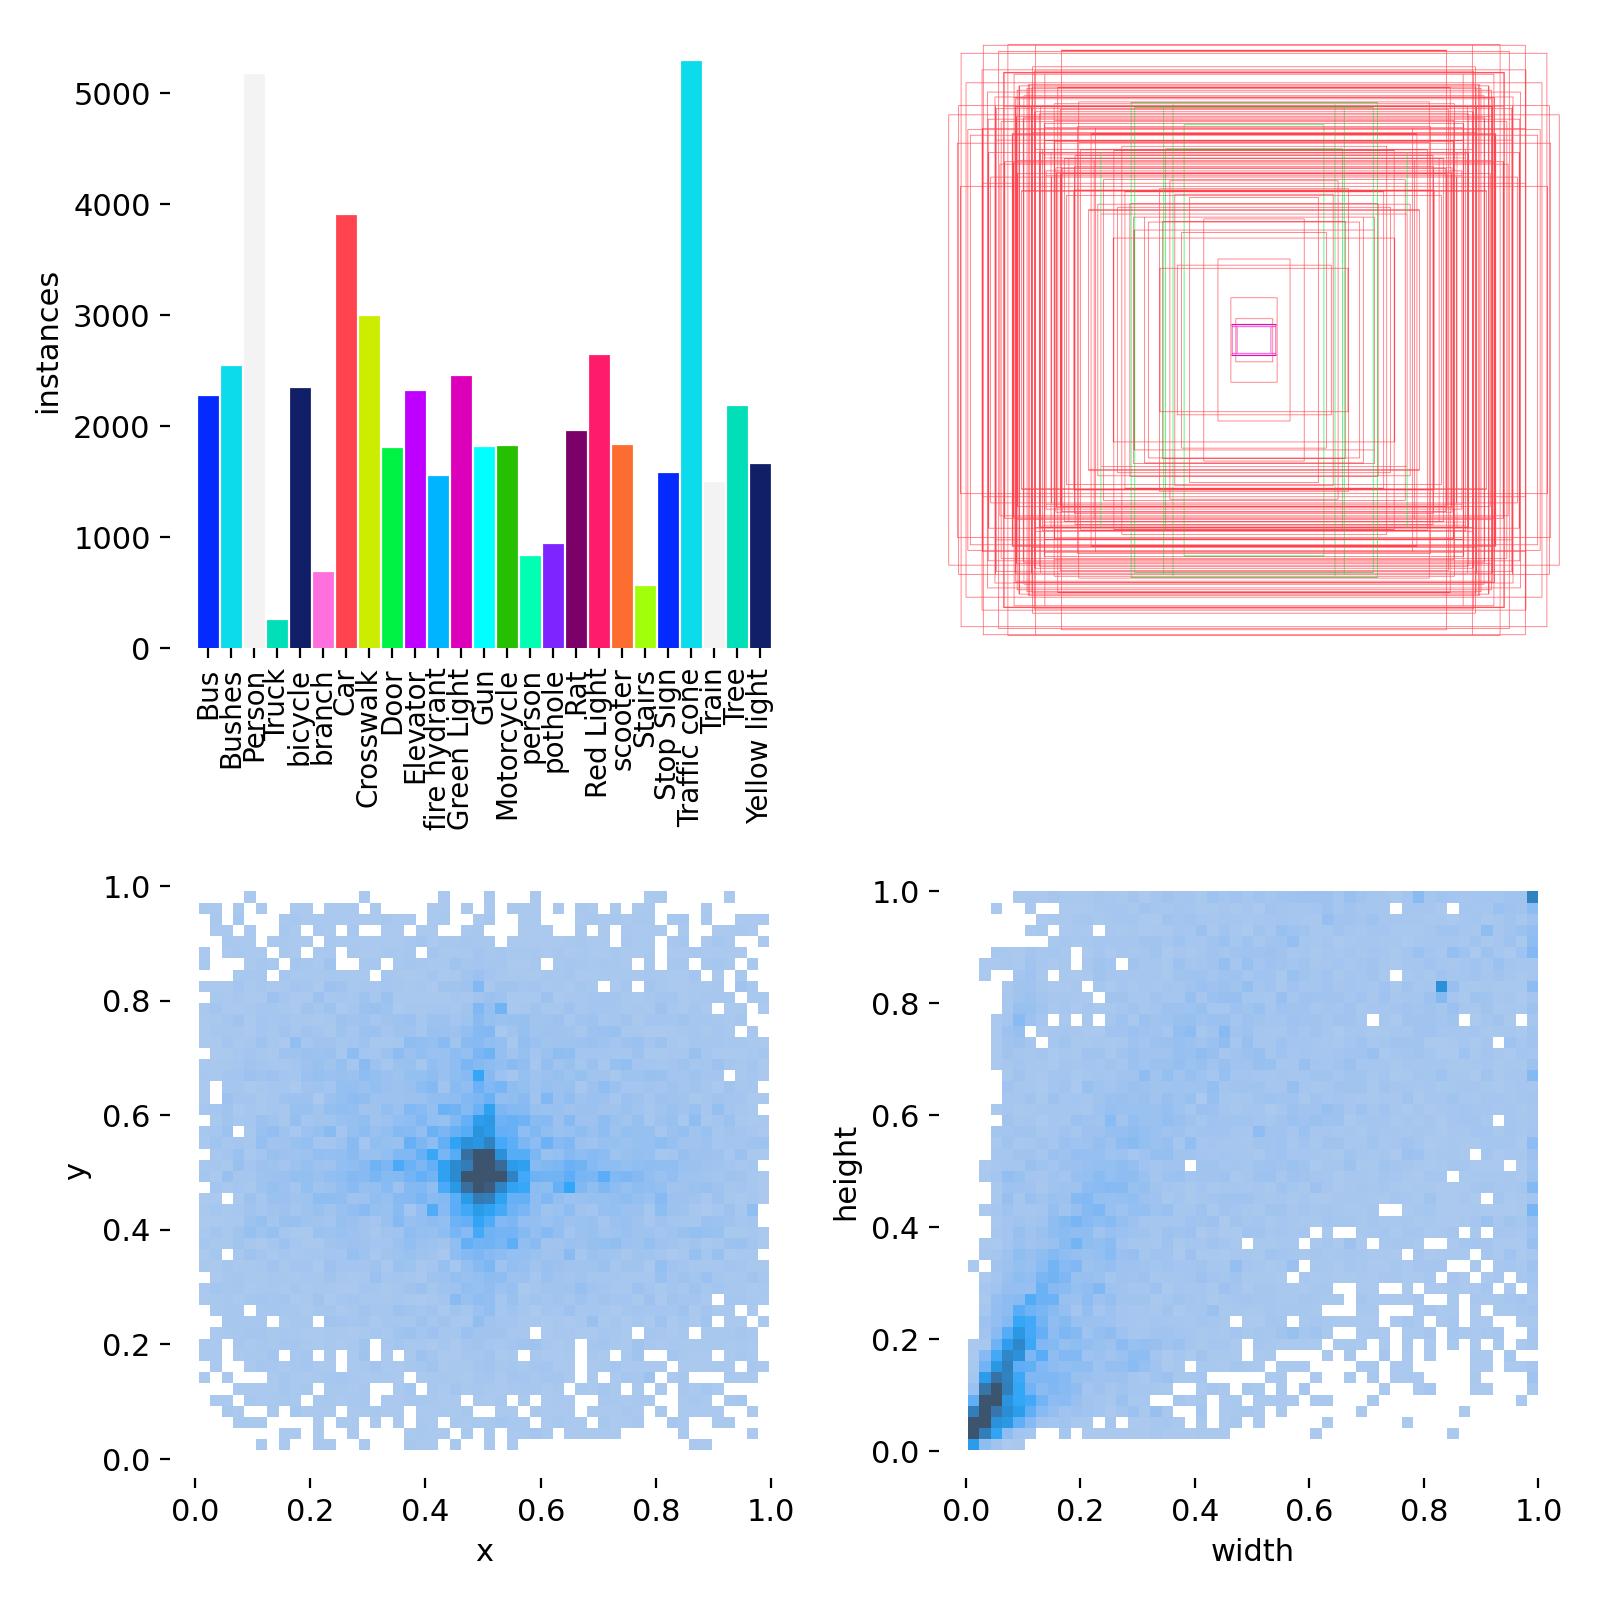 5000
4000
3000
2000
1000
0
instances
Bus
Bushes
Person
Truck
bicycle
branch
Car
Crosswalk
Door
Elevator
fire hydrant
Green Light
Gun
Motorcycle
person
pothole
Rat
Red Light
scooter
Stairs
Stop Sign
Traffic cone
Train
Tree
Yellow light
1.0
0.8
0.6
0.4
0.2
0.0
y
0.0 0.2 0.4 0.6 0.8 1.0
x
1.0
0.8
0.6
0.4
0.2
0.0
height
0.0 0.2 0.4 0.6 0.8 1.0
width